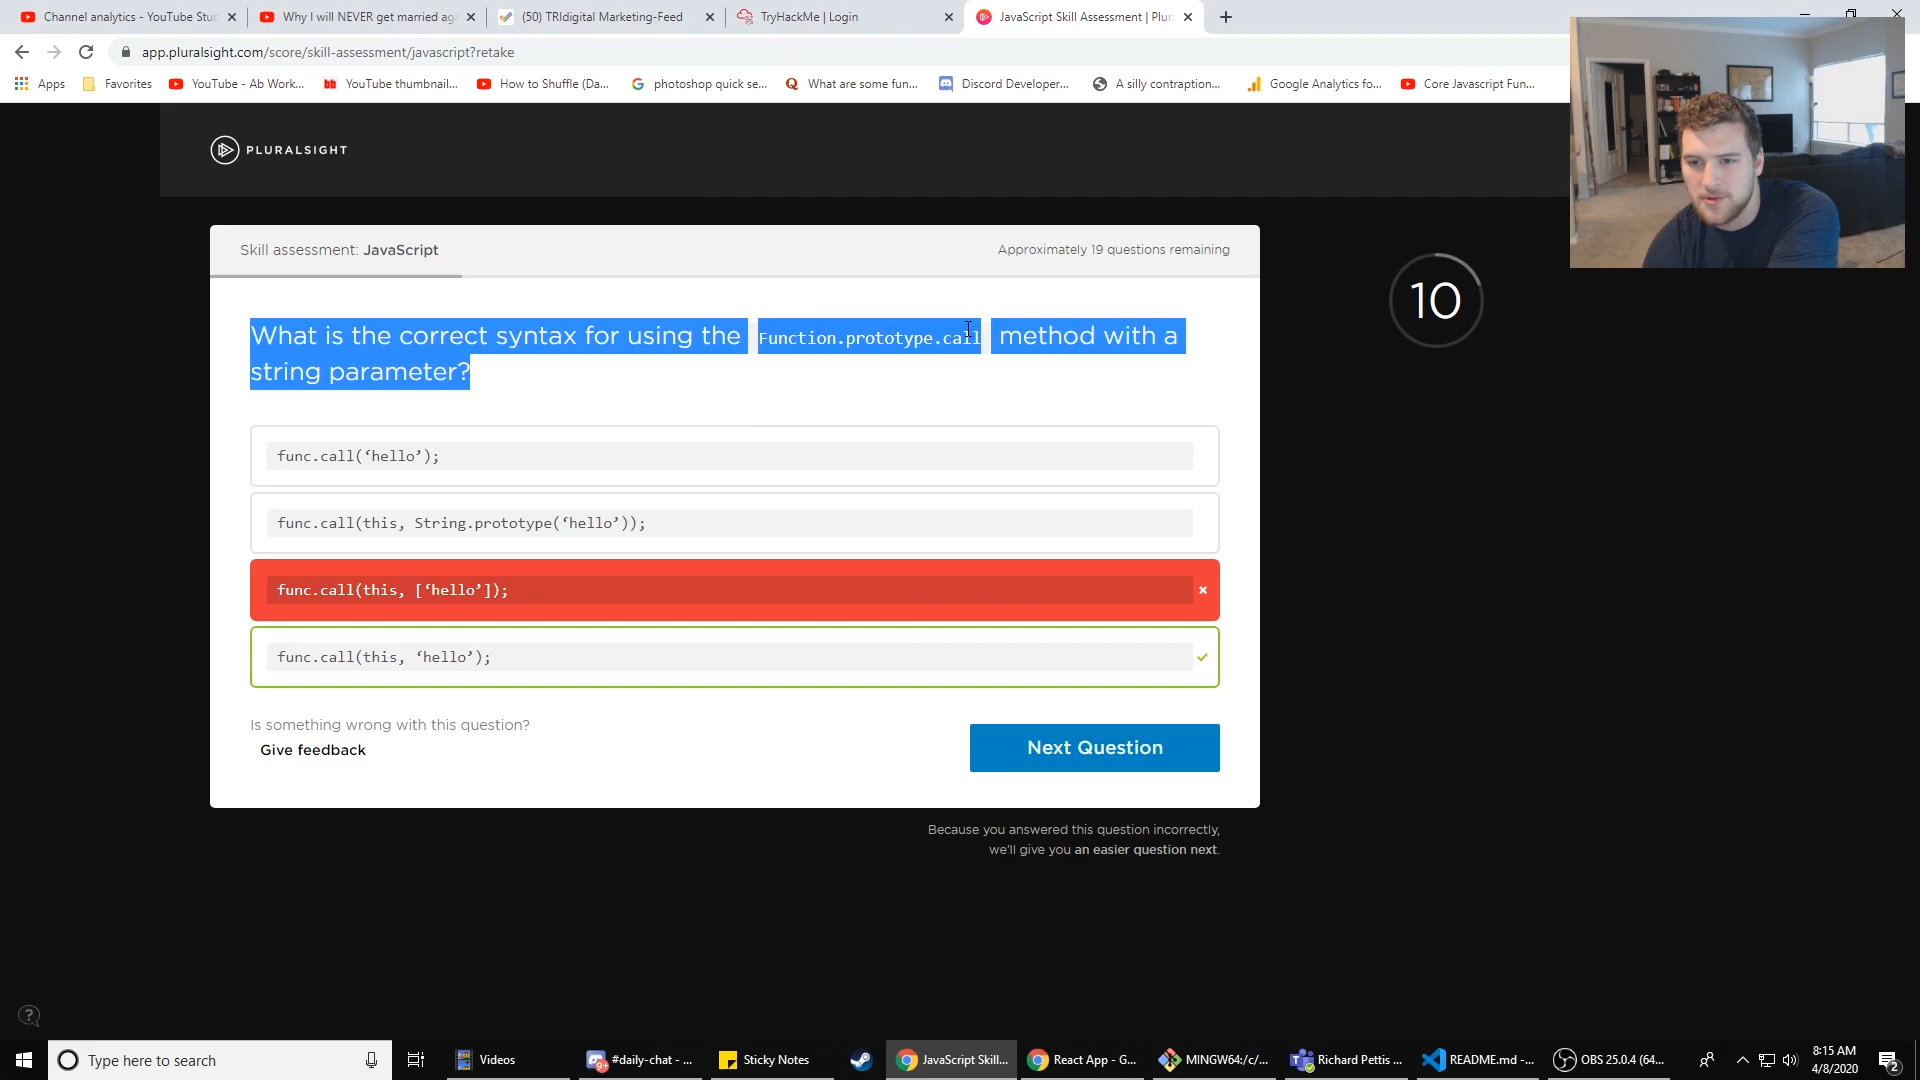 Channel analytics - YouTube Stu
Why I will NEVER get married ag
(50) TRIdigital Marketing-Feed
TryHackMe | Login
JavaScript Skill Assessment | Plur
app.pluralsight.com/score/skill-assessment/javascript?retake
Apps
Favorites
YouTube - Ab Work...
YouTube thumbnail...
How to Shuffle (Da...
photoshop quick se...
What are some fun...
Discord Developer...
A silly contraption...
Google Analytics fo...
Core Javascript Fun...
PLURALSIGHT
Skill assessment: JavaScript
Approximately 19 questions remaining
10
What is the correct syntax for using the Function.prototype.call method with a
string parameter?
func.call(‘hello’);
func.call(this, String.prototype(‘hello’));
func.call(this, [‘hello’]);
func.call(this, ‘hello’);
Is something wrong with this question?
Give feedback
Next Question
Because you answered this question incorrectly,
we'll give you an easier question next.
Type here to search
Videos
#daily-chat - ...
Sticky Notes
JavaScript Skill...
React App - G...
MINGW64:/c/...
Richard Pettis ...
README.md -...
OBS 25.0.4 (64...
8:15 AM
4/8/2020
2